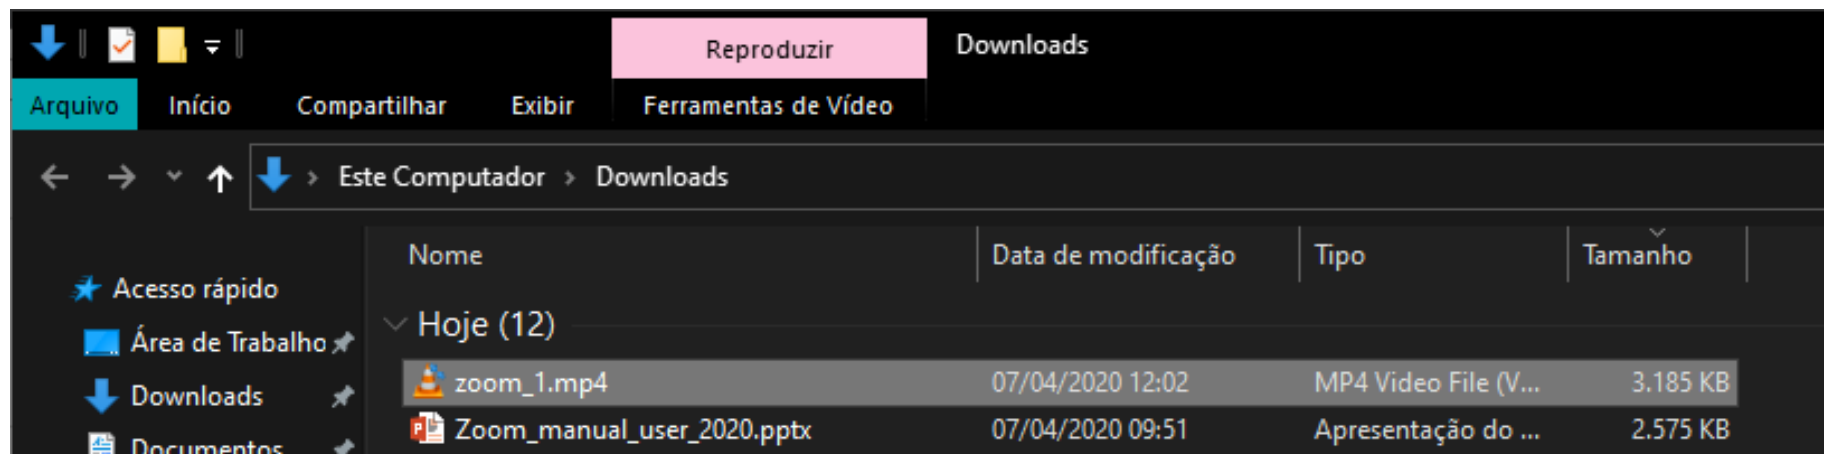 Reproduzir Downloads
Arquivo Início Compartilhar Exibir Ferramentas de Vídeo
Este Computador Downloads
Nome Data de modificação Tipo Tamanho
Acesso rápido
Hoje (12)
Área de Trabalho
zoom_1.mp4 07/04/2020 12:02 MP4 Video File (V... 3.185 KB
Downloads
Zoom_manual_user_2020.pptx 07/04/2020 09:51 Apresentação do ... 2.575 KB
Documentos